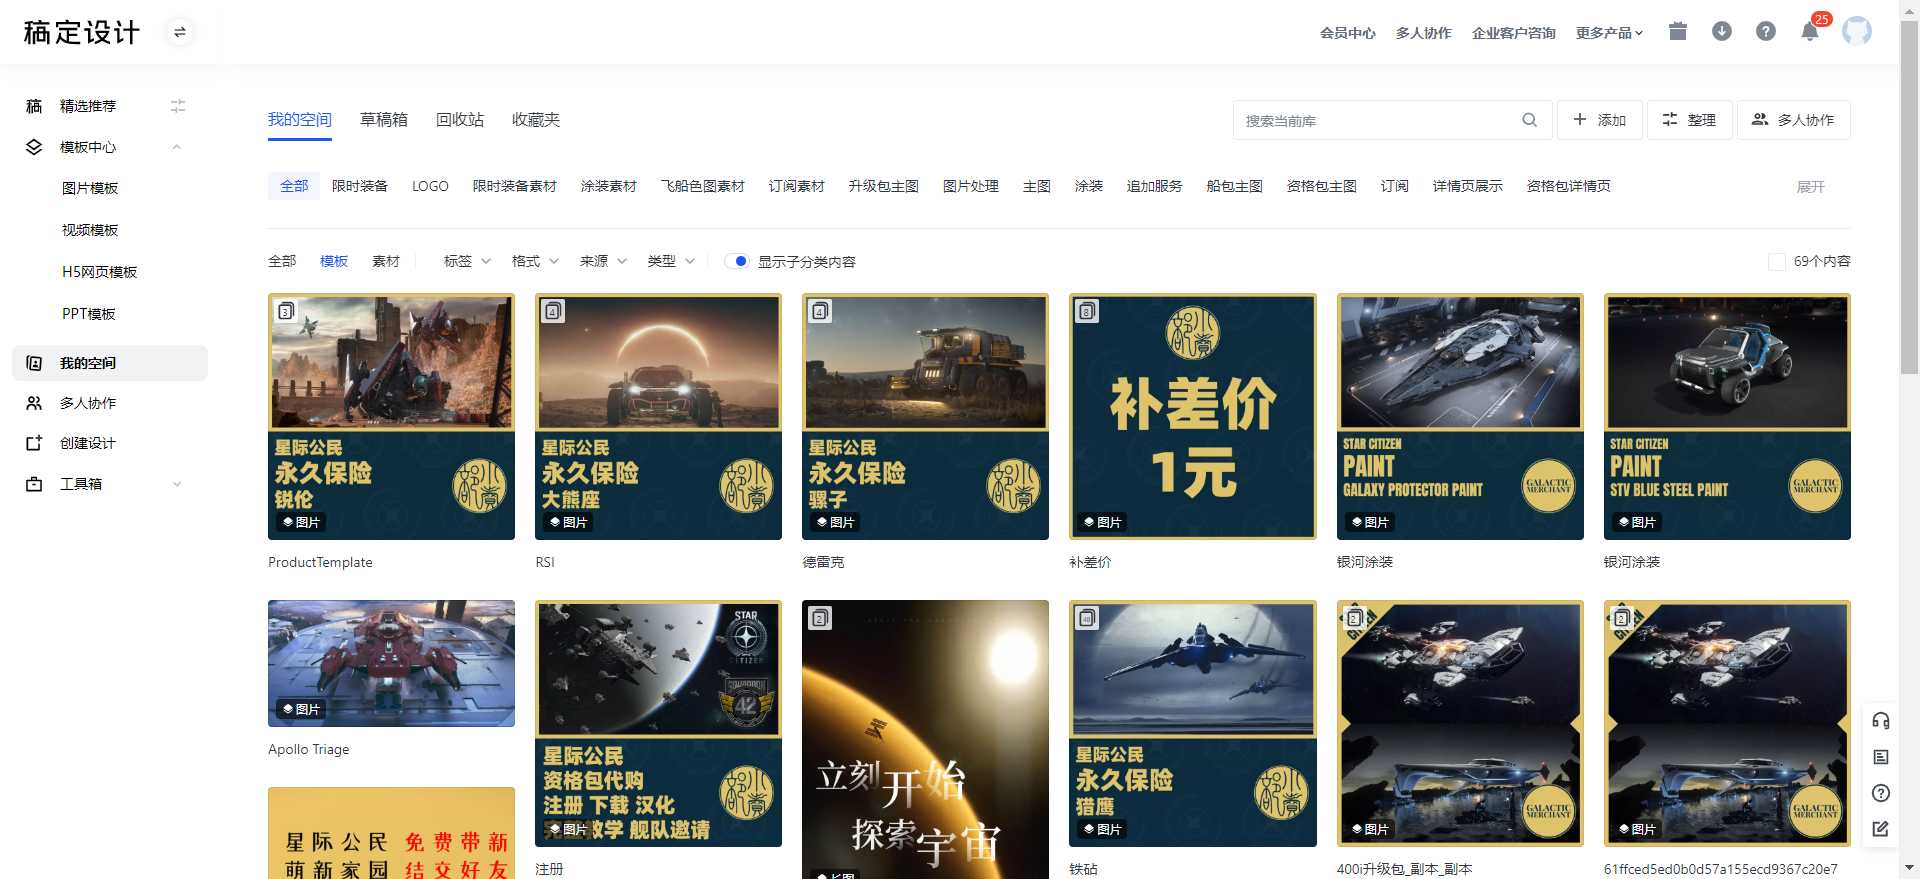 稿定设计
会员中心
多人协作
企业客户咨询
更多产品
25
精选推荐
模板中心
图片模板
视频模板
H5网页模板
PPT模板
我的空间
多人协作
创建设计
工具箱
我的空间
草稿箱
回收站
收藏夹
搜索当前库
添加
整理
多人协作
全部
限时装备
LOGO
限时装备素材
涂装素材
飞船色图素材
订阅素材
升级包主图
图片处理
主图
涂装
追加服务
船包主图
资格包主图
订阅
详情页展示
资格包详情页
展开
全部
模板
素材
标签
格式
来源
类型
显示子分类内容
69个内容
3
星际公民
永久保险
锐伦
图片
ProductTemplate
4
星际公民
永久保险
大熊座
图片
RSI
4
星际公民
永久保险
骡子
图片
德雷克
8
补差价
1元
图片
补差价
STAR CITIZEN
PAINT
GALAXY PROTECTOR PAINT
GALACTIC
MERCHANT
图片
银河涂装
STAR CITIZEN
PAINT
STV BLUE STEEL PAINT
GALACTIC
MERCHANT
图片
银河涂装
图片
Apollo Triage
STAR
CITIZEN
SQUADRON
42
星际公民
资格包代购
注册 下载 汉化
教学 舰队邀请
图片
注册
2
立刻开始
探索宇宙
长图
48
星际公民
永久保险
猎鹰
图片
铁砧
2
GALACTIC
MERCHANT
图片
400i升级包_副本_副本
2
GALACTIC
MERCHANT
图片
61ffced5ed0b0d57a155ecd9367c20e7
星际公民 免费带新
萌新家园 结交好友